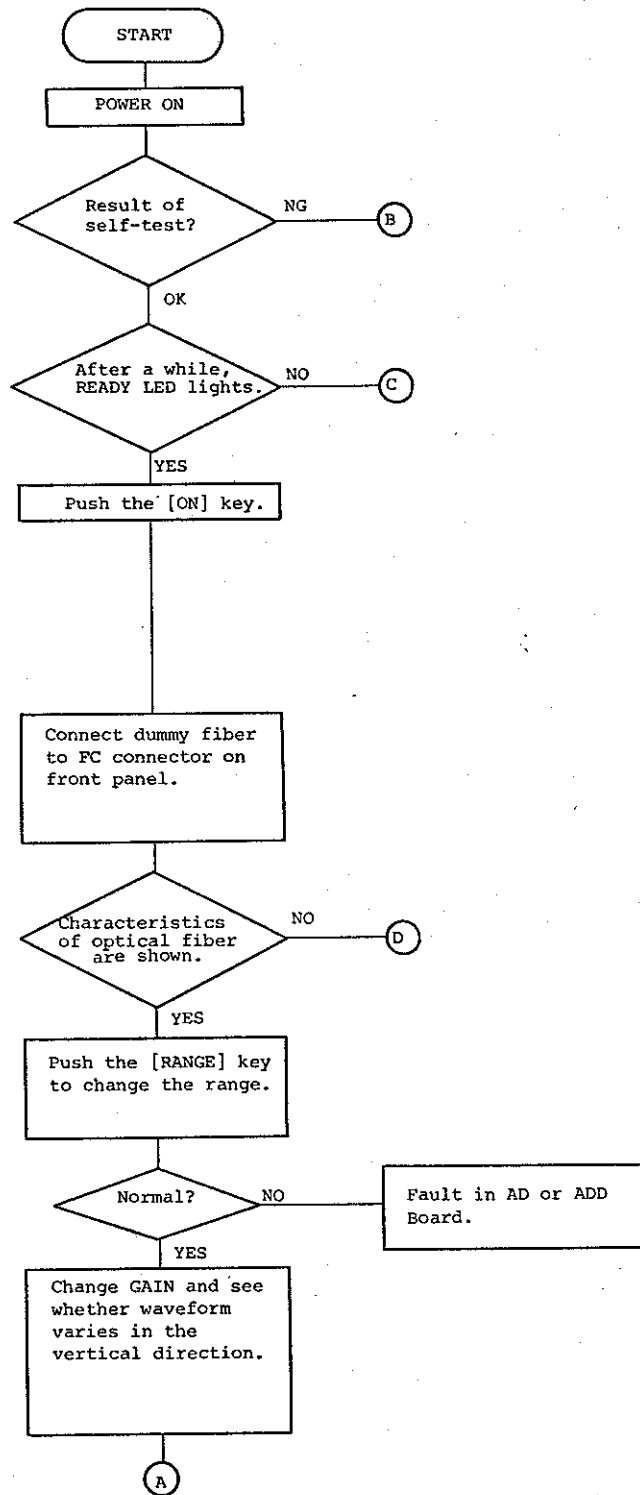 START
POWER ON
Result of
self-test?
NG
B
OK
After a while,
READY LED lights.
NO
C
YES
Push the [ON] key.
Connect dummy fiber
to FC connector on
front panel.
Characteristics
of optical fiber
are shown.
NO
D
YES
Push the [RANGE] key
to change the range.
Normal?
NO
Fault in AD or ADD
Board.
YES
Change GAIN and see
whether waveform
varies in the
vertical direction.
A